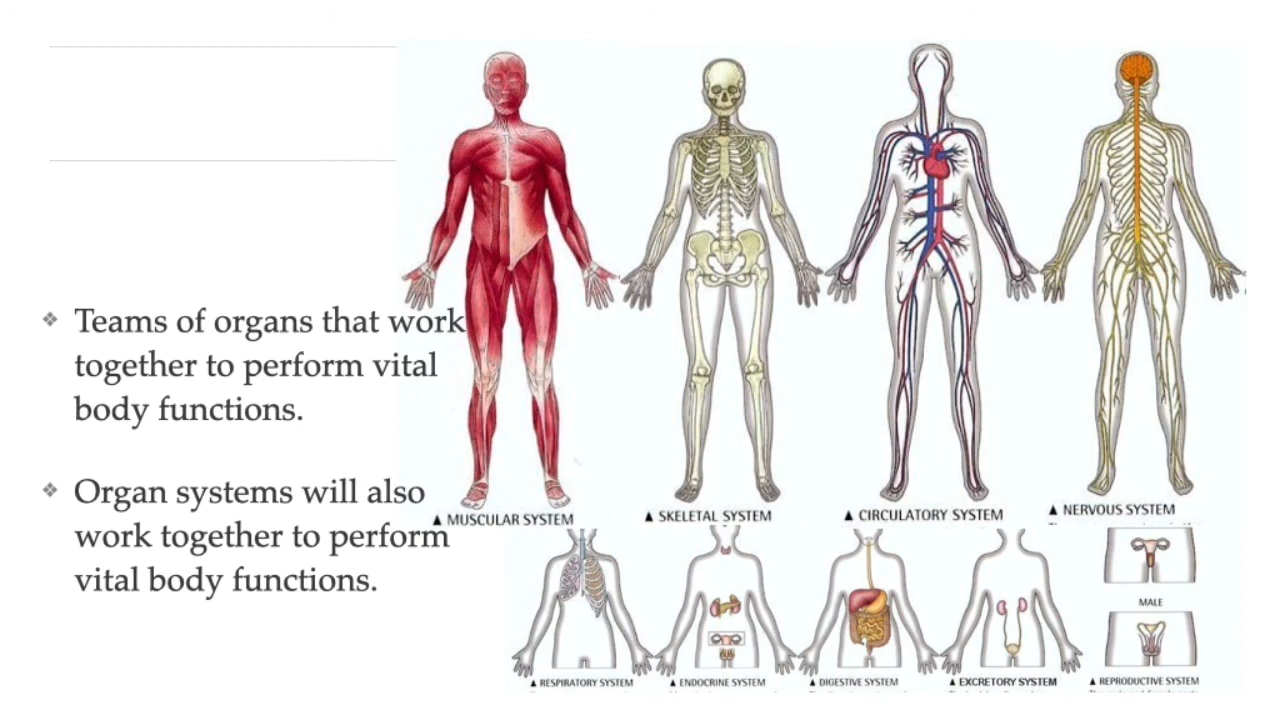 ❖ Teams of organs that work
together to perform vital
body functions.
❖ Organ systems will also
work together to perform
vital body functions.
▲ MUSCULAR SYSTEM
▲ SKELETAL SYSTEM
▲ CIRCULATORY SYSTEM
▲ NERVOUS SYSTEM
MALE
▲ RESPIRATORY SYSTEM
▲ ENDOCRINE SYSTEM
▲ DIGESTIVE SYSTEM
▲ EXCRETORY SYSTEM
▲ REPRODUCTIVE SYSTEM